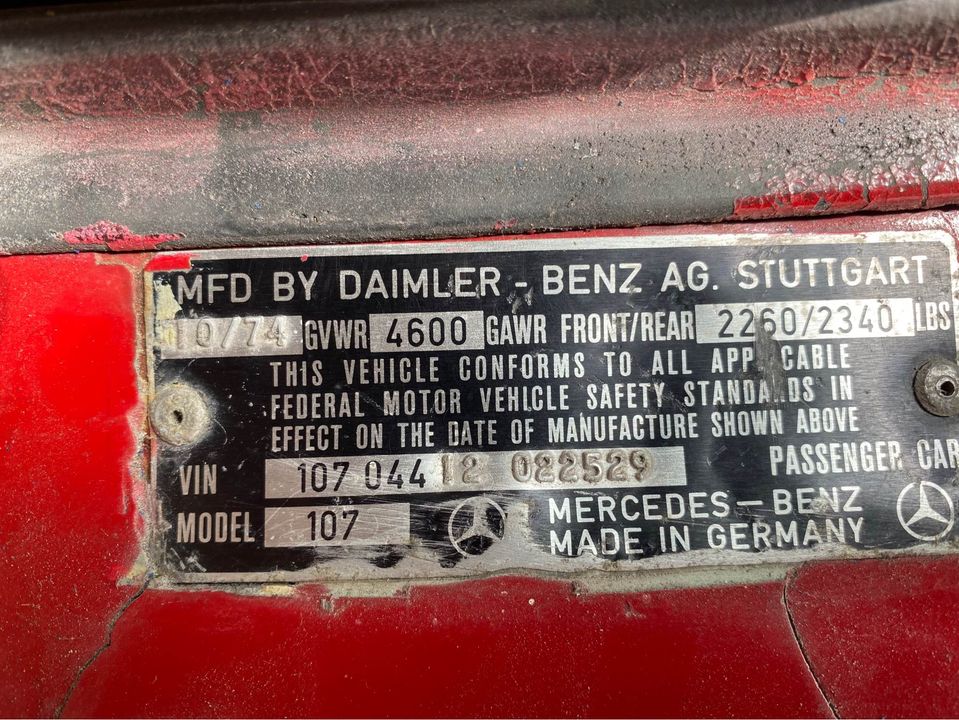 MFD BY DAIMLER - BENZ AG. STUTTGART
10/74 GVWR 4600 GAWR FRONT/REAR 2260/2340 LBS
THIS VEHICLE CONFORMS TO ALL APPLICABLE
FEDERAL MOTOR VEHICLE SAFETY STANDARDS IN
EFFECT ON THE DATE OF MANUFACTURE SHOWN ABOVE
VIN 107 044 12 022529 PASSENGER CAR
MODEL 107 MERCEDES-BENZ
MADE IN GERMANY